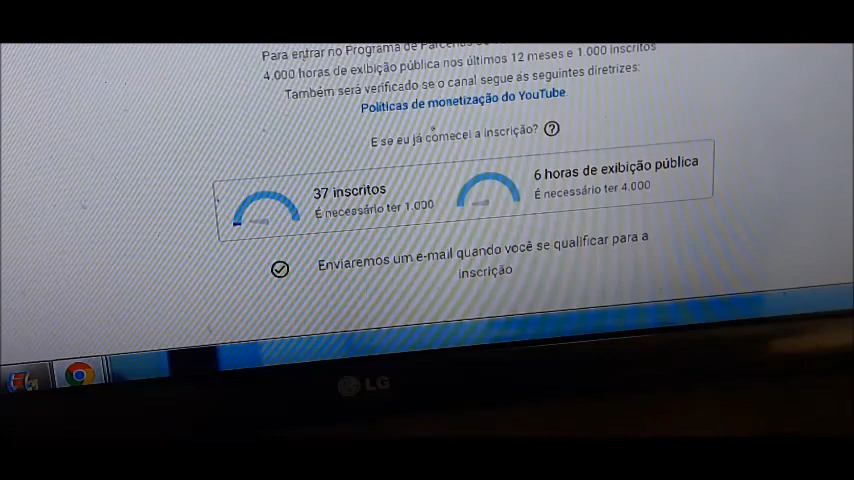 Para entrar no Programa de Parcerias
4.000 horas de exibição pública nos últimos 12 meses e 1.000 inscritos
Também será verificado se o canal segue as seguintes diretrizes:
Políticas de monetização do YouTube
E se eu já comecei a inscrição? ?
37 inscritos
É necessário ter 1.000
6 horas de exibição pública
É necessário ter 4.000
Enviaremos um e-mail quando você se qualificar para a
inscrição
LG